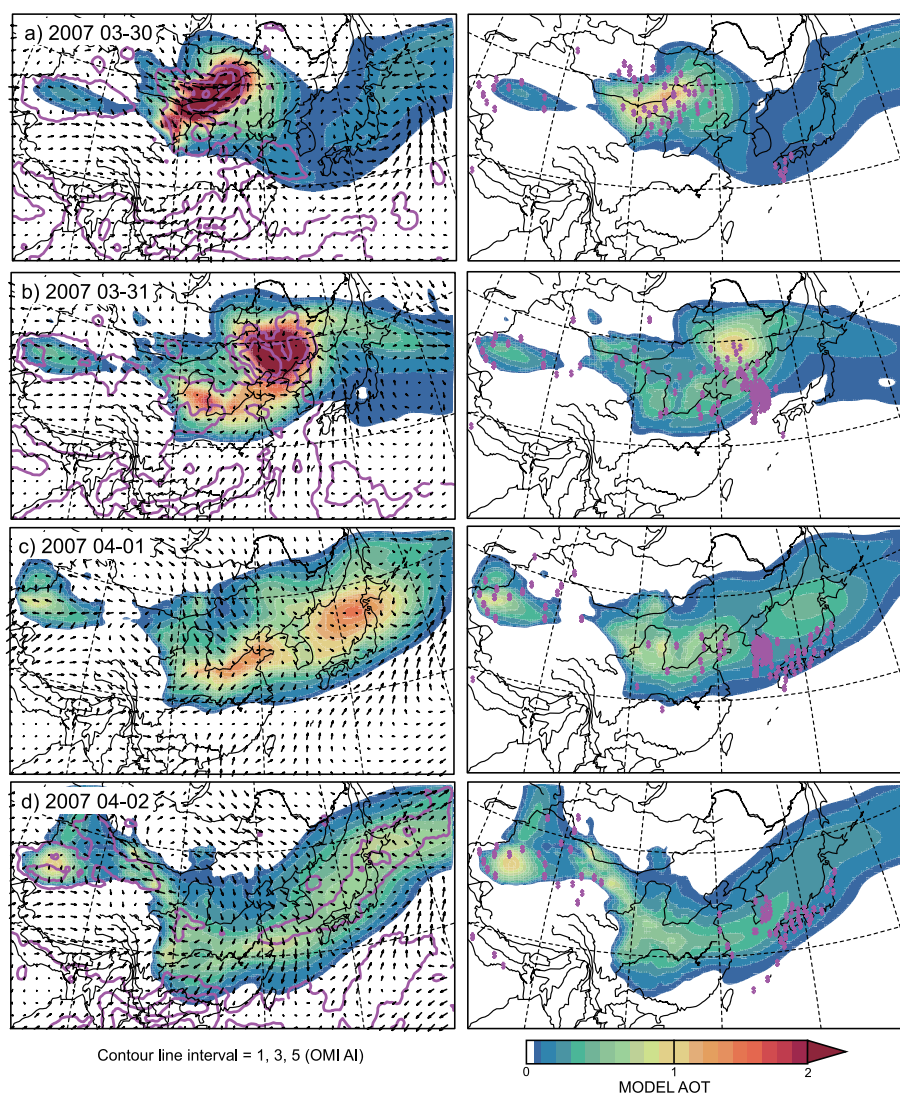 a) 2007 03-30
b) 2007 03-31
c) 2007 04-01
d) 2007 04-02
Contour line interval = 1, 3, 5 (OMI AI)
0 1 2
MODEL AOT